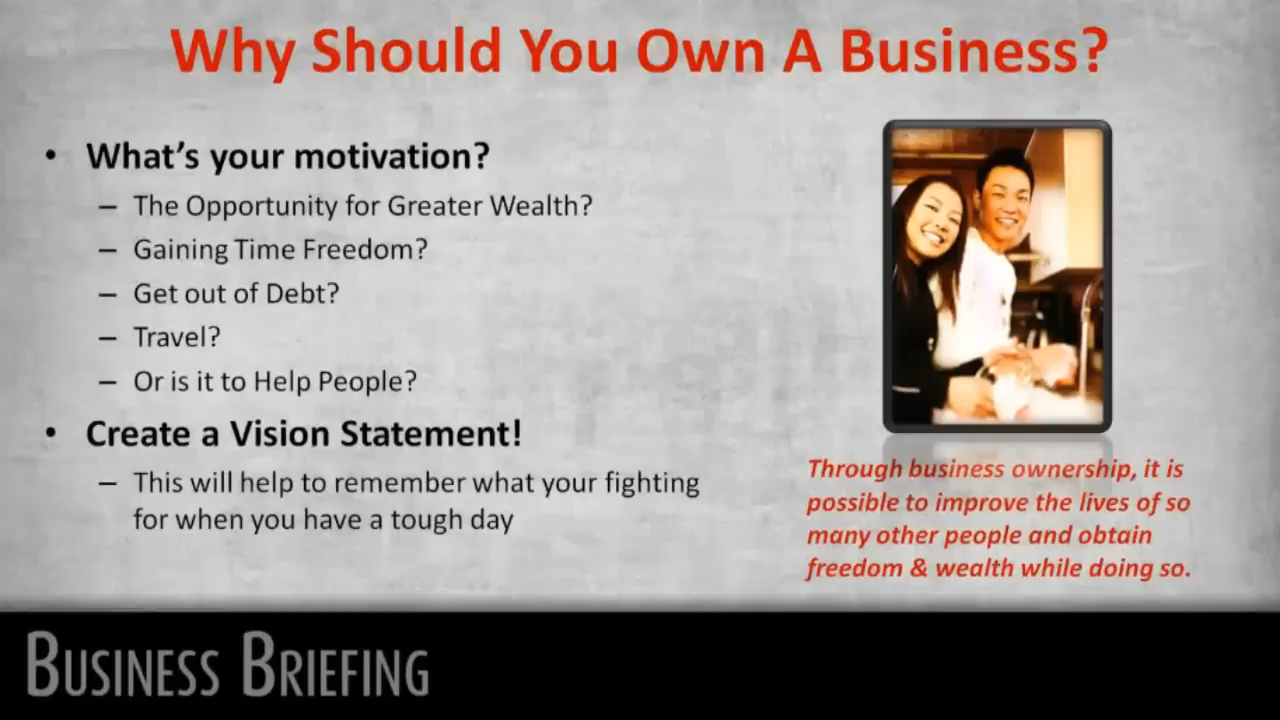 Why Should You Own A Business?
• What's your motivation?
– The Opportunity for Greater Wealth?
– Gaining Time Freedom?
– Get out of Debt?
– Travel?
– Or is it to Help People?
• Create a Vision Statement!
– This will help to remember what your fighting
for when you have a tough day
Through business ownership, it is
possible to improve the lives of so
many other people and obtain
freedom & wealth while doing so.
BUSINESS BRIEFING